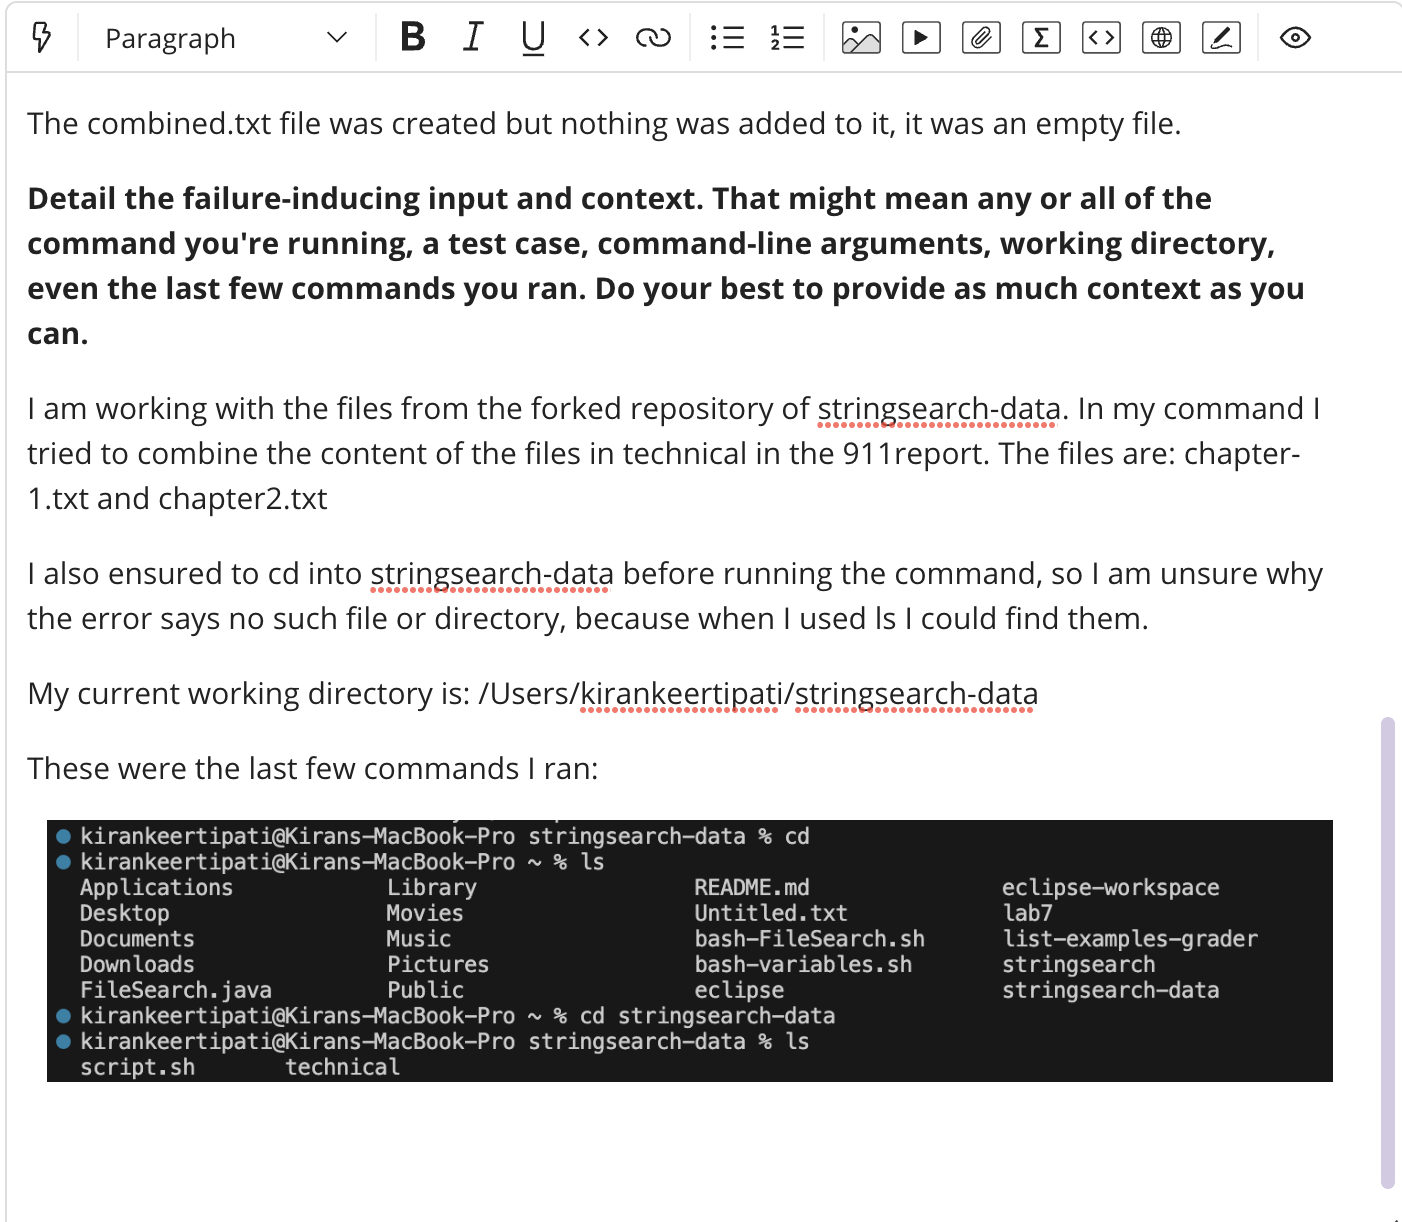 Paragraph B I U
The combined.txt file was created but nothing was added to it, it was an empty file.
Detail the failure-inducing input and context. That might mean any or all of the
command you're running, a test case, command-line arguments, working directory,
even the last few commands you ran. Do your best to provide as much context as you
can.
I am working with the files from the forked repository of stringsearch-data. In my command I
tried to combine the content of the files in technical in the 911report. The files are: chapter-
1.txt and chapter2.txt
I also ensured to cd into stringsearch-data before running the command, so I am unsure why
the error says no such file or directory, because when I used ls I could find them.
My current working directory is: /Users/kirankeertipati/stringsearch-data
These were the last few commands I ran:
kirankeertipati@Kirans-MacBook-Pro stringsearch-data % cd
kirankeertipati@Kirans-MacBook-Pro ~ % ls
Applications Library README.md eclipse-workspace
Desktop Movies Untitled.txt lab7
Documents Music bash-FileSearch.sh list-examples-grader
Downloads Pictures bash-variables.sh stringsearch
FileSearch.java Public eclipse stringsearch-data
kirankeertipati@Kirans-MacBook-Pro ~ % cd stringsearch-data
kirankeertipati@Kirans-MacBook-Pro stringsearch-data % ls
script.sh technical